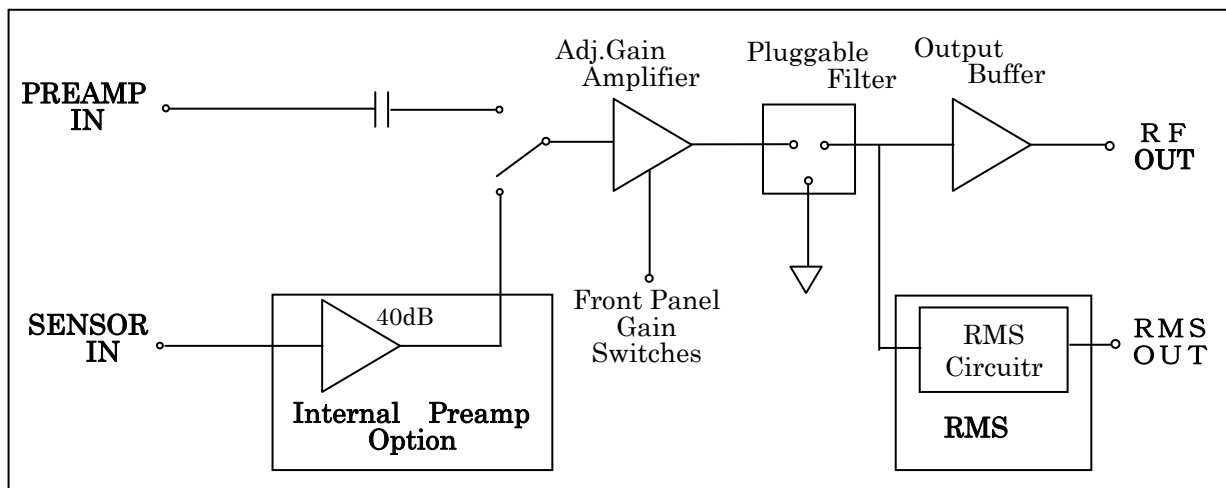 PREAMP
IN
Adj.Gain
Amplifier
Pluggable
Filter
Output
Buffer
RF
OUT
SENSOR
IN
40dB
Internal Preamp
Option
Front Panel
Gain
Switches
RMS
Circuitr
RMS
RMS
OUT